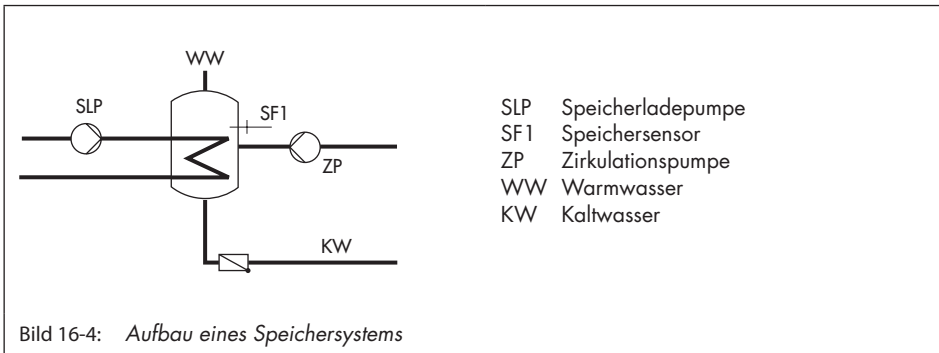 WW
SLP
SF1
ZP
KW
SLP Speicherladepumpe
SF1 Speichersensor
ZP Zirkulationspumpe
WW Warmwasser
KW Kaltwasser
Bild 16-4: Aufbau eines Speichersystems